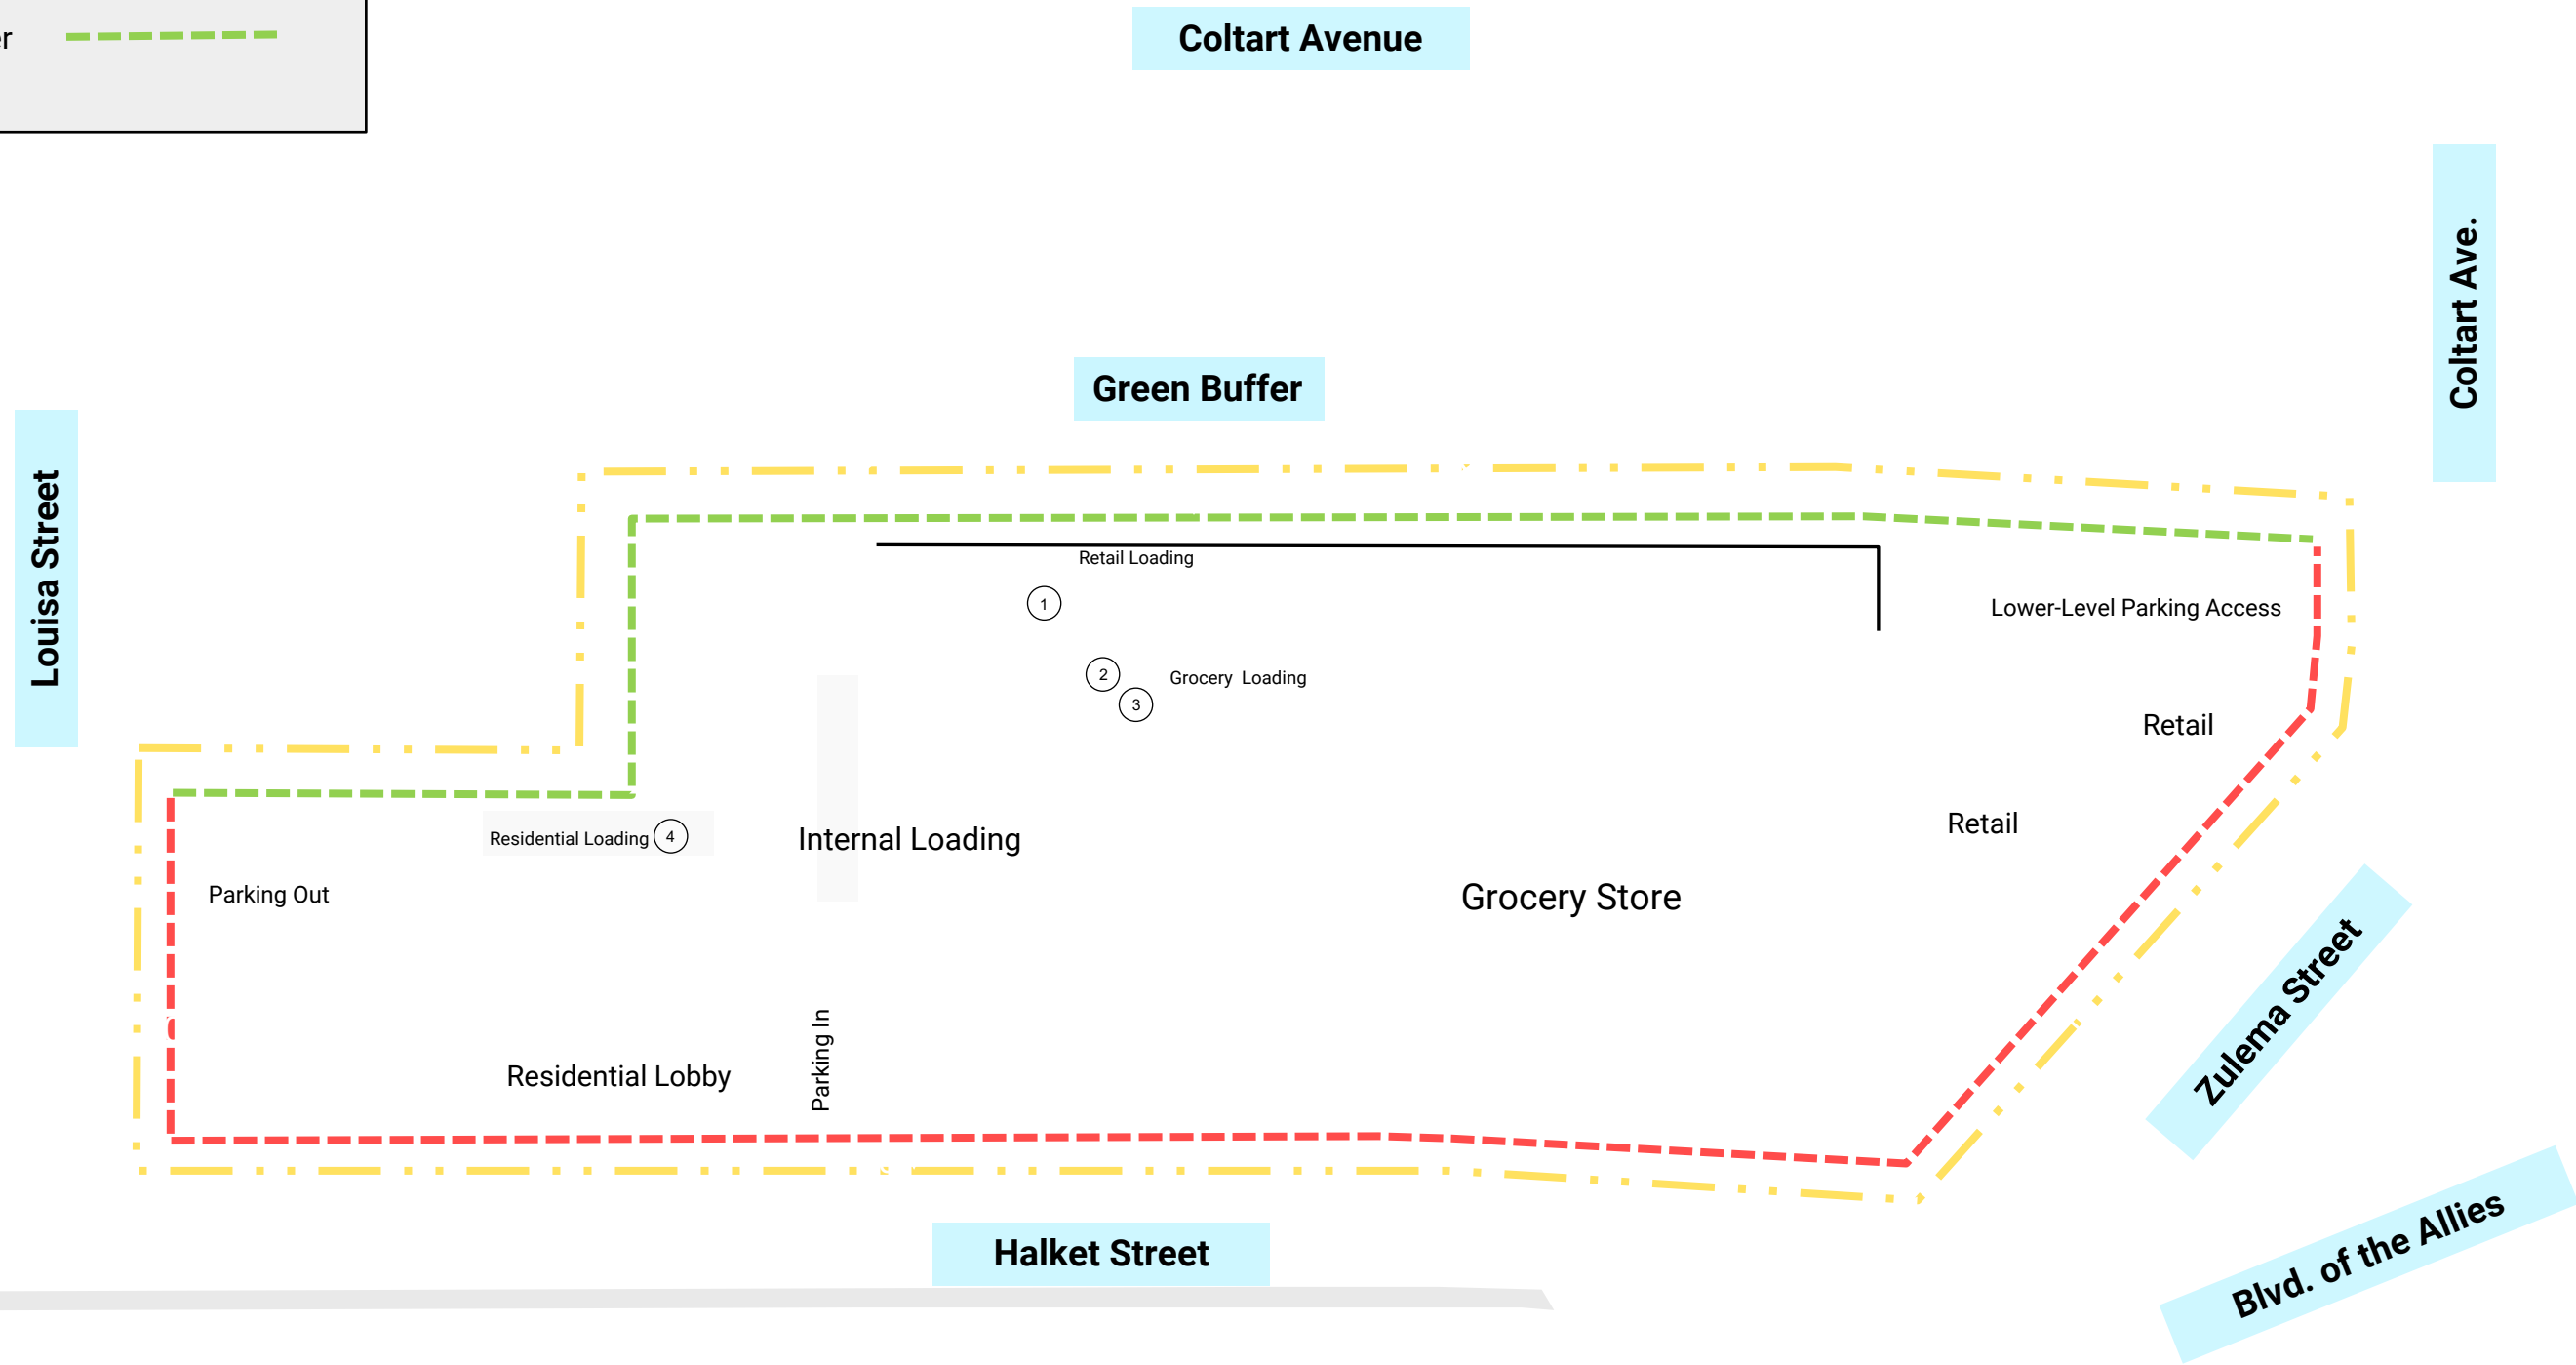 Coltart Avenue
Coltart Ave.
Green Buffer
Louisa Street
Retail Loading
1
Lower-Level Parking Access
2
Grocery Loading
3
Retail
Retail
Residential Loading 4
Internal Loading
Parking Out
Grocery Store
Zulema Street
Parking In
Residential Lobby
Halket Street
Blvd. of the Allies